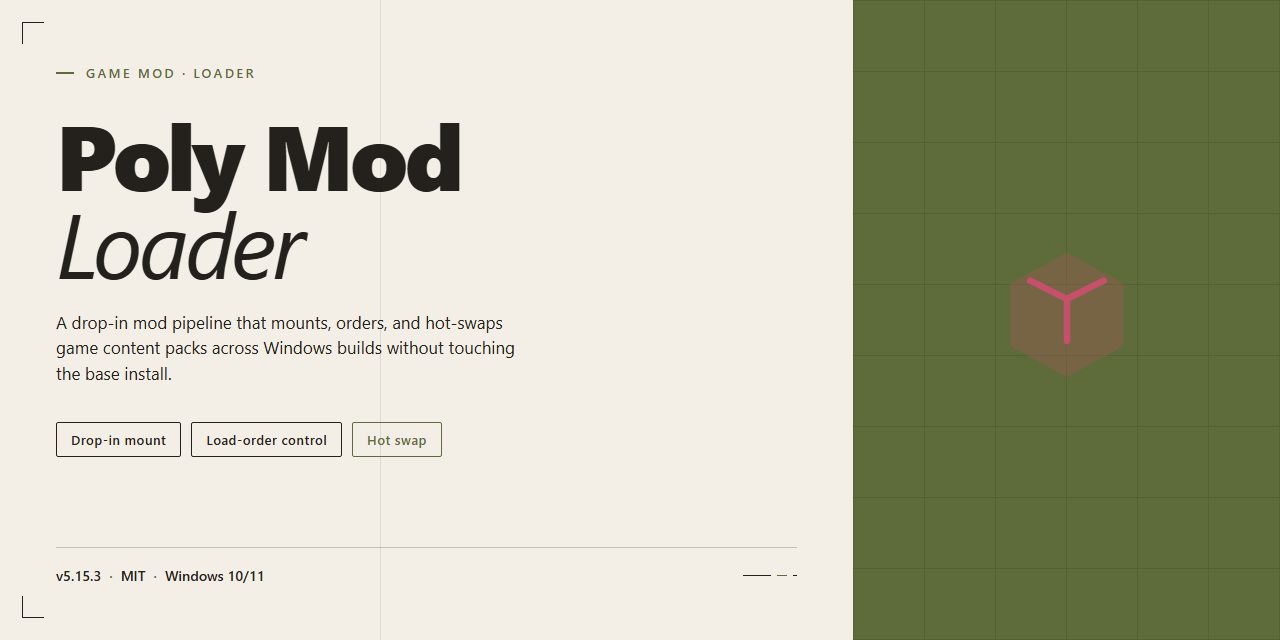 GAME MOD · LOADER
Poly Mod
Loader
A drop-in mod pipeline that mounts, orders, and hot-swaps
game content packs across Windows builds without touching
the base install.
Drop-in mount
Load-order control
Hot swap
v5.15.3 · MIT · Windows 10/11